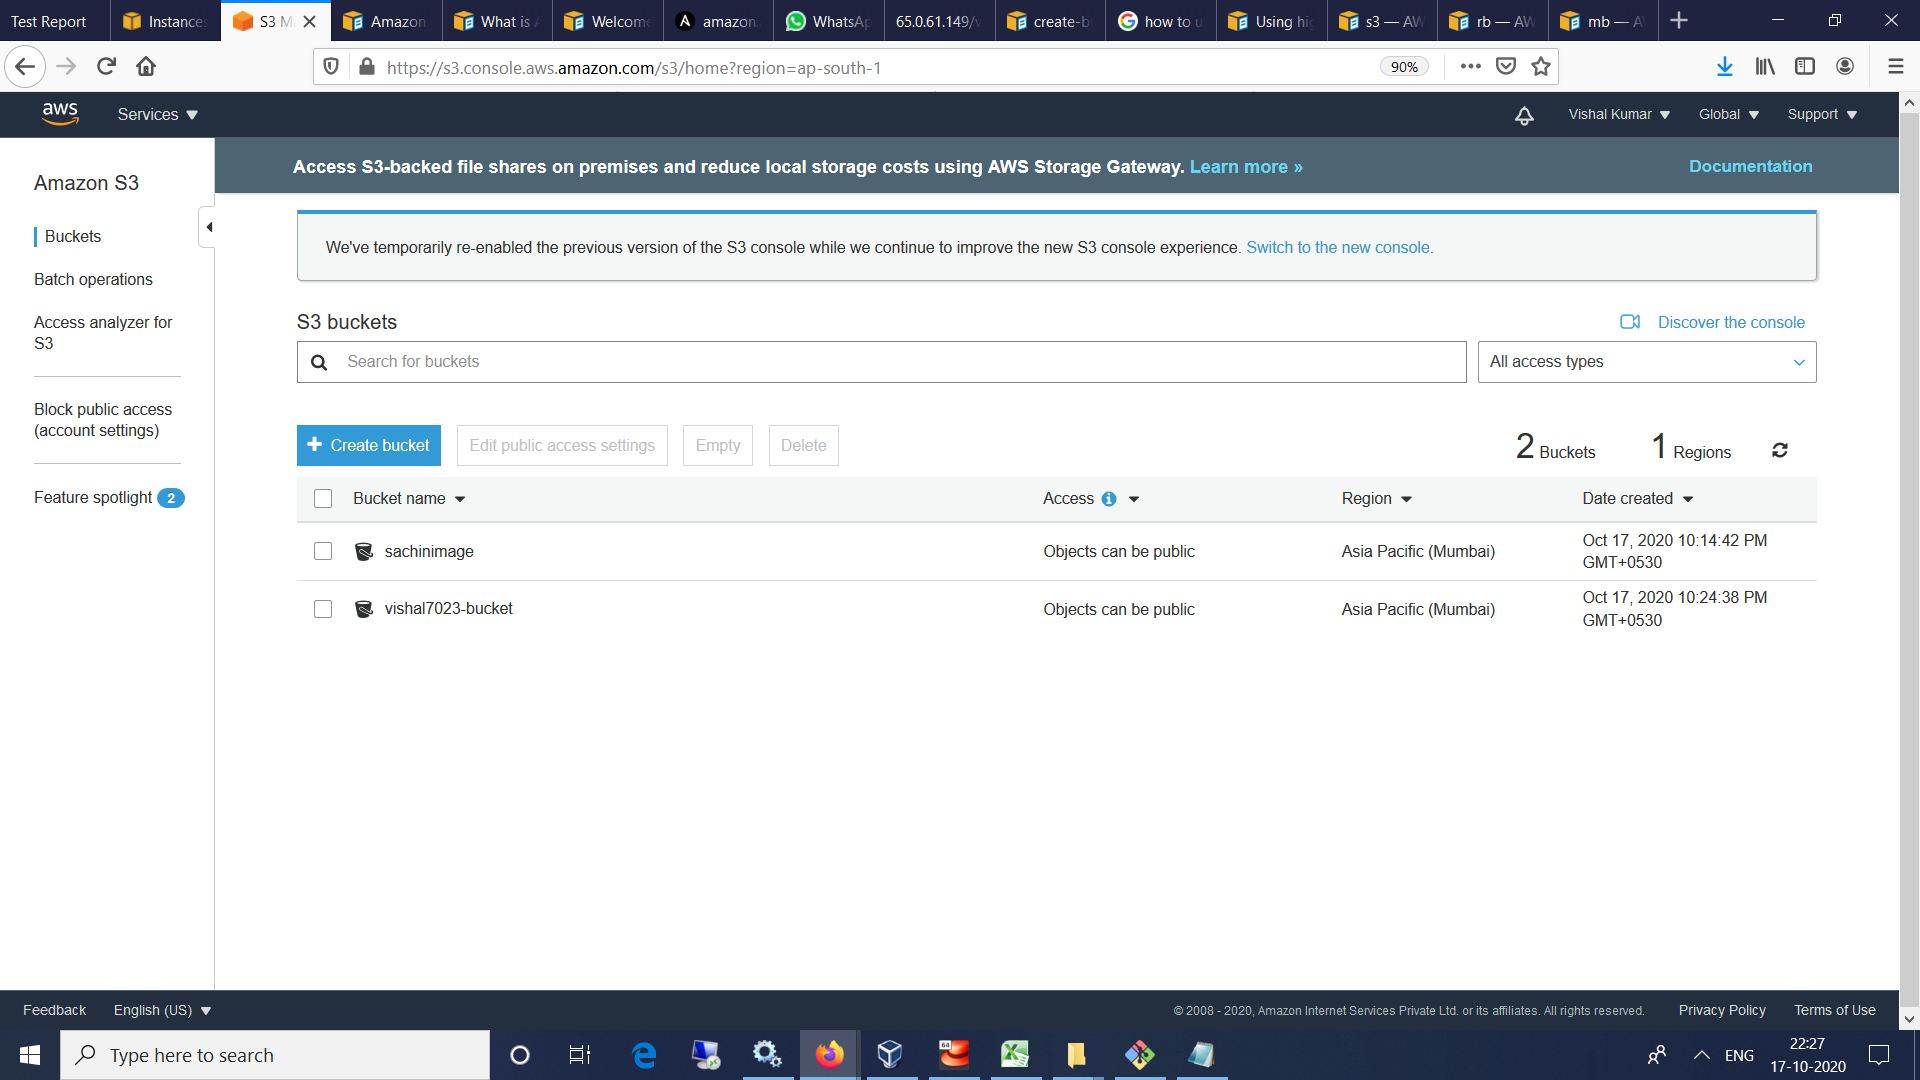 Test Report
Instances
S3 M
Amazon
What is A
Welcome
amazon.
WhatsAp
65.0.61.149/v
create-b
how to u
Using hi
s3 — AW
rb — AW
mb — A
https://s3.console.aws.amazon.com/s3/home?region=ap-south-1
90%
aws
Services
Vishal Kumar
Global
Support
Access S3-backed file shares on premises and reduce local storage costs using AWS Storage Gateway. Learn more »
Documentation
Amazon S3
Buckets
Batch operations
Access analyzer for
S3
Block public access
(account settings)
Feature spotlight 2
We've temporarily re-enabled the previous version of the S3 console while we continue to improve the new S3 console experience. Switch to the new console.
S3 buckets
Discover the console
Search for buckets
All access types
Create bucket
Edit public access settings
Empty
Delete
2 Buckets
1 Regions
Bucket name
Access
Region
Date created
sachinimage
Objects can be public
Asia Pacific (Mumbai)
Oct 17, 2020 10:14:42 PM
GMT+0530
vishal7023-bucket
Objects can be public
Asia Pacific (Mumbai)
Oct 17, 2020 10:24:38 PM
GMT+0530
Feedback
English (US)
© 2008 - 2020, Amazon Internet Services Private Ltd. or its affiliates. All rights reserved.
Privacy Policy
Terms of Use
Type here to search
64
ENG
22:27
17-10-2020